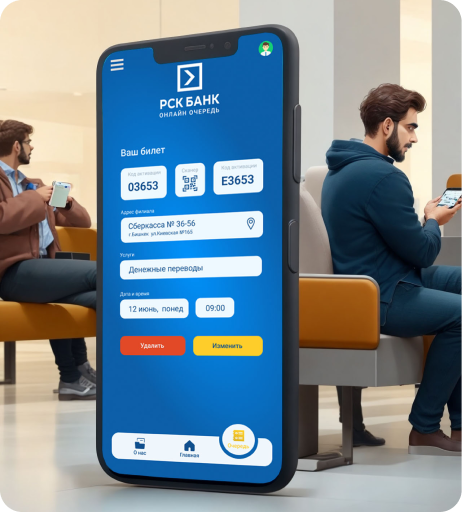 РСК БАНК
ОНЛАЙН ОЧЕРЕДЬ
Ваш билет
Код активации
03653
Сканер
Код активации
E3653
Адрес филиала
Сберкасса № 36-56
г.Бишкек ул.Киевская №165
Услуги
Денежные переводы
Дата и время
12 июнь, понед
09:00
Удалить
Изменить
О нас
Главная
Очередь